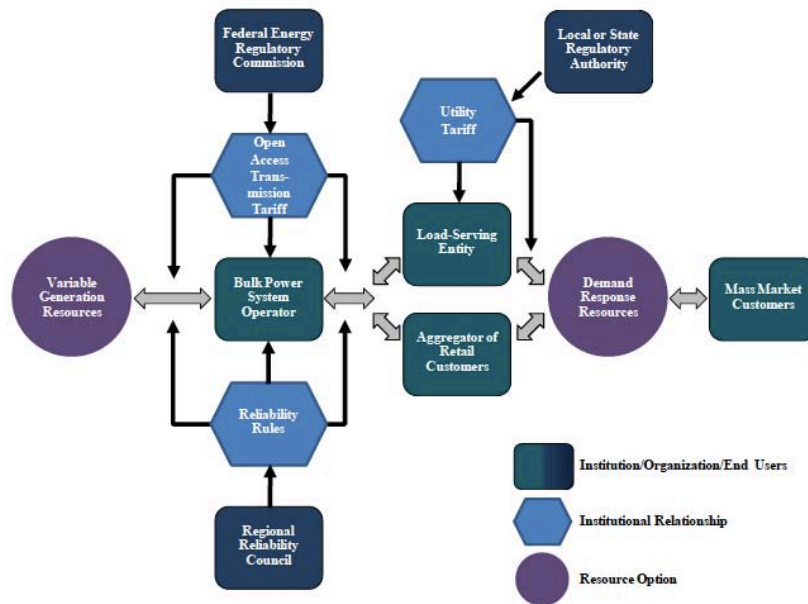 Federal Energy
Regulatory
Commission
Local or State
Regulatory
Authority
Utility
Tariff
Open
Access
Trans-
mission
Tariff
Load-Serving
Entity
Variable
Generation
Resources
Bulk Power
System
Operator
Demand
Response
Resources
Mass Market
Customers
Aggregator of
Retail
Customers
Reliability
Rules
Regional
Reliability
Council
Institution/Organization/End Users
Institutional Relationship
Resource Option